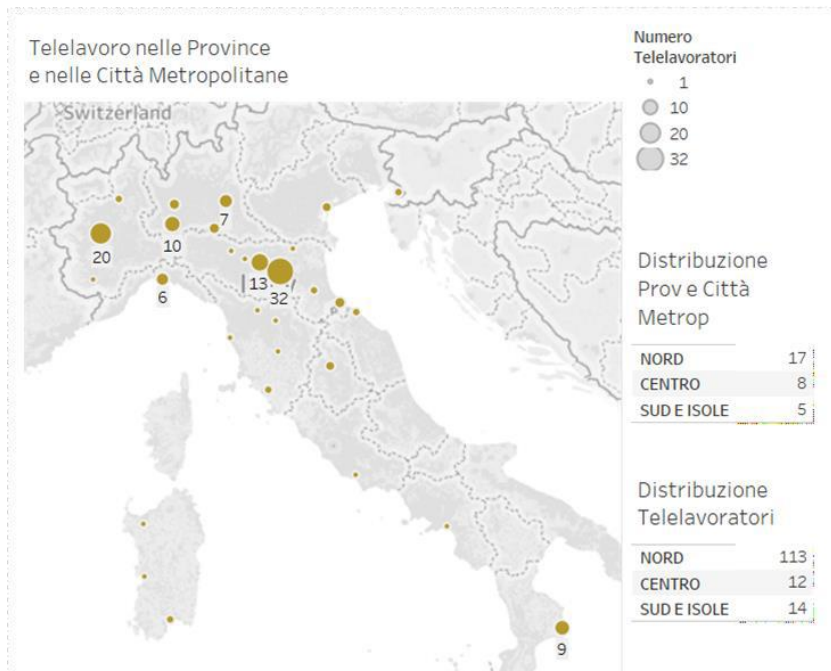 Telelavoro nelle Province
e nelle Città Metropolitane
Numero
Telelavoratori
1
10
20
32
Switzerland
7
20
10
13
32
6
9
Distribuzione
Prov e Città
Metrop
NORD 17
CENTRO 8
SUD E ISOLE 5
Distribuzione
Telelavoratori
NORD 113
CENTRO 12
SUD E ISOLE 14